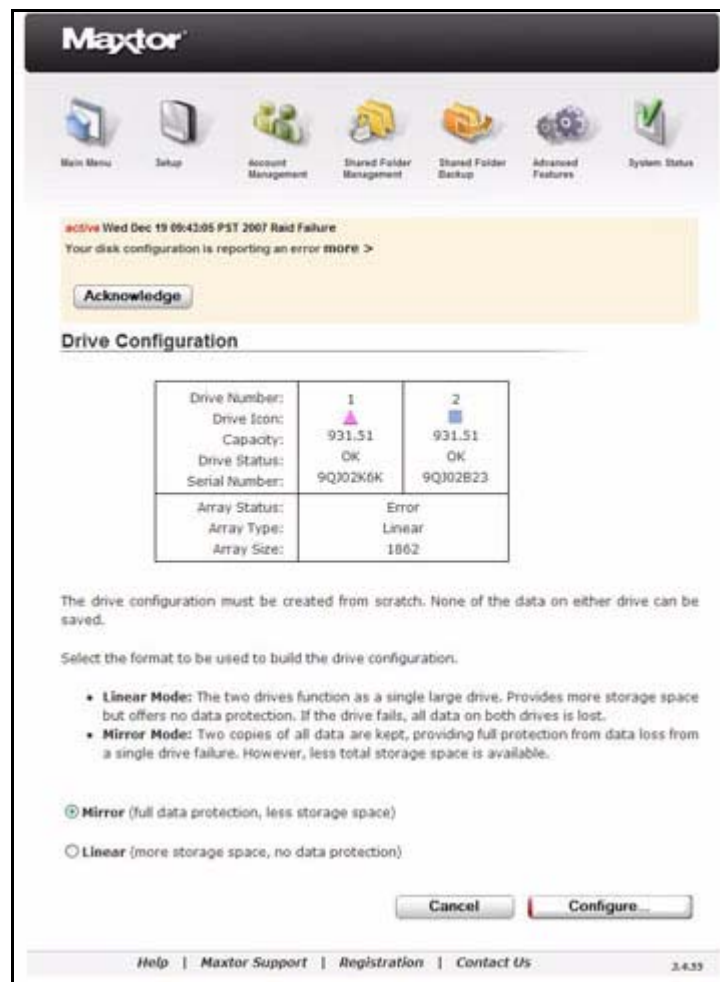 Maxtor
Main Menu
Setup
Account Management
Shared Folder Management
Shared Folder Backup
Advanced Features
System Status
active Wed Dec 19 09:43:05 PST 2007 Raid Failure
Your disk configuration is reporting an error more >
Acknowledge
Drive Configuration
Drive Number: 1 2
Drive Icon:
Capacity: 931.51 931.51
Drive Status: OK OK
Serial Number: 9QJ02K6K 9QJ02B23
Array Status: Error
Array Type: Linear
Array Size: 1862
The drive configuration must be created from scratch. None of the data on either drive can be
saved.
Select the format to be used to build the drive configuration.
• Linear Mode: The two drives function as a single large drive. Provides more storage space
but offers no data protection. If the drive fails, all data on both drives is lost.
• Mirror Mode: Two copies of all data are kept, providing full protection from data loss from
a single drive failure. However, less total storage space is available.
Mirror (full data protection, less storage space)
Linear (more storage space, no data protection)
Cancel
Configure...
Help | Maxtor Support | Registration | Contact Us